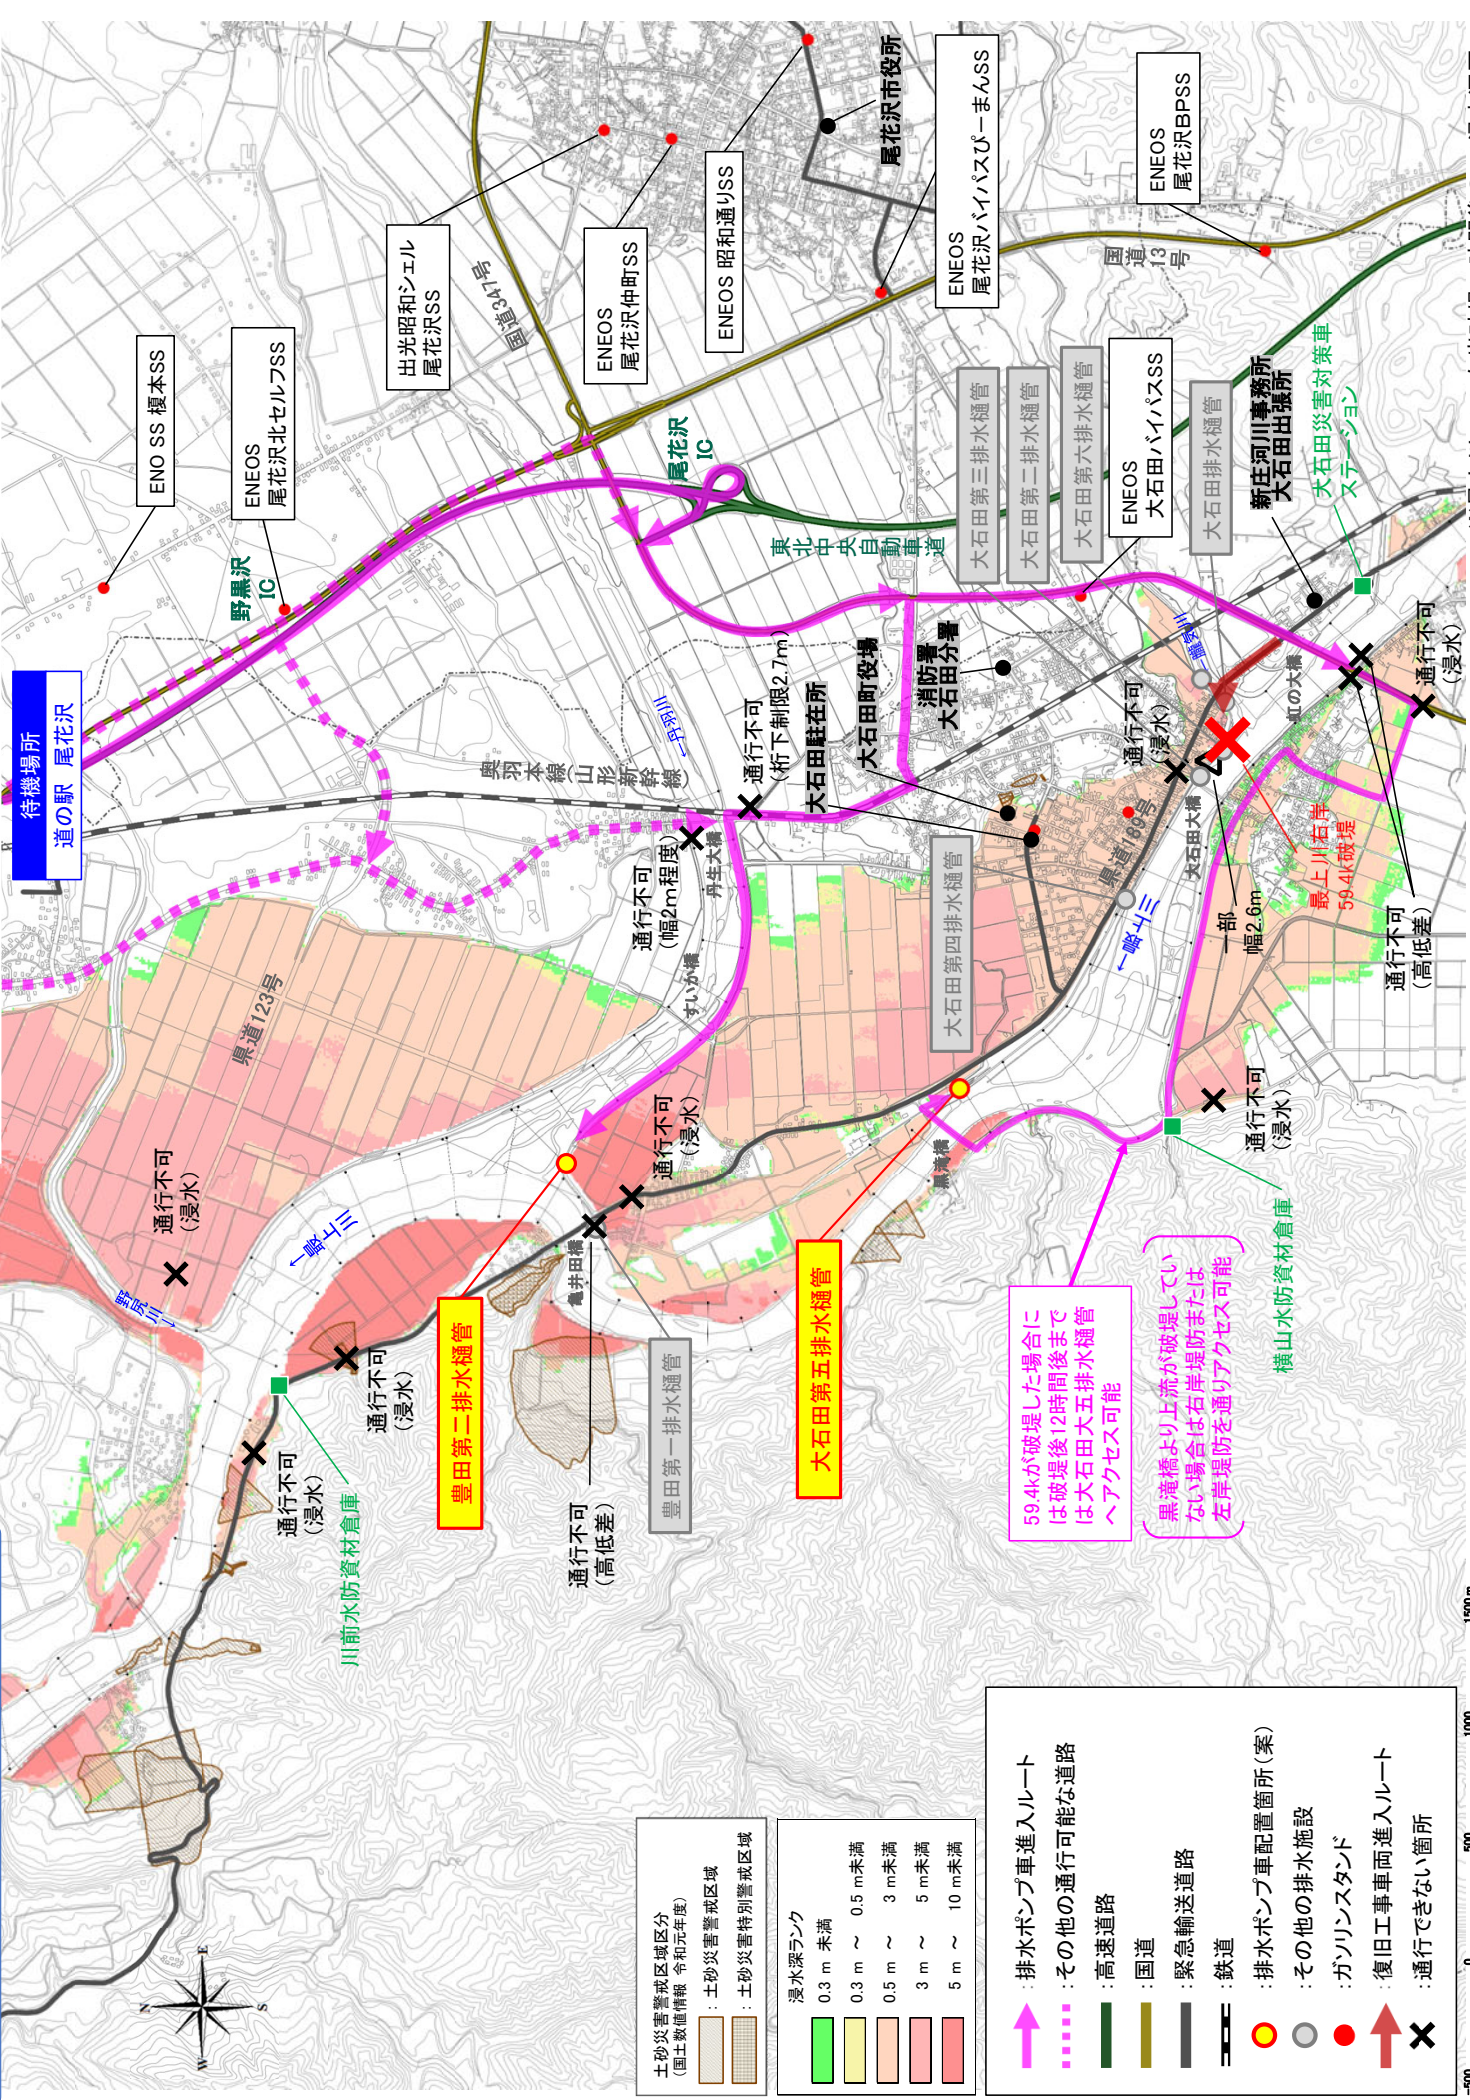 待機場所
道の駅 尾花沢
ENO SS 榎本SS
ENEOS
尾花沢北セルフSS
野黒沢
IC
出光昭和シェル
尾花沢SS
国道347号
ENEOS
尾花沢仲町SS
ENEOS 昭和通りSS
尾花沢市役所
ENEOS
尾花沢バイパスぴーまんSS
ENEOS
尾花沢BPSS
国道13号
尾花沢
IC
東北中央自動車道
奥羽本線(山形新幹線)
←丹羽川
通行不可
(桁下制限2.7m)
大石田駐在所
大石田町役場
消防署
大石田分署
大石田第三排水樋管
大石田第二排水樋管
大石田第六排水樋管
ENEOS
大石田バイパスSS
大石田排水樋管
新庄河川事務所
大石田出張所
大石田災害対策車
ステーション
通行不可
(浸水)
虹の大橋
通行不可
(浸水)
県道189号
大石田大橋
一部
幅2.6m
最上川右岸
59.4k破堤
通行不可
(高低差)
通行不可
(幅2m程度)
丹生大橋
すいか橋
大石田第四排水樋管
←最上川
県道123号
通行不可
(浸水)
←最上川
野尻川
通行不可
(浸水)
亀井田橋
黒滝橋
通行不可
(浸水)
豊田第二排水樋管
大石田第五排水樋管
豊田第一排水樋管
通行不可
(高低差)
通行不可
(浸水)
通行不可
(浸水)
川前水防資材倉庫
横山水防資材倉庫
59.4kが破堤した場合に
は破堤後12時間後まで
は大石田大五排水樋管
へアクセス可能
黒滝橋より上流が破堤してい
ない場合は右岸堤防または
左岸堤防を通りアクセス可能
N
E
S
W
土砂災害警戒区域区分
(国土数値情報 令和元年度)
: 土砂災害警戒区域
: 土砂災害特別警戒区域
浸水深ランク
0.3 m 未満
0.3 m ～ 0.5 m未満
0.5 m ～ 3 m未満
3 m ～ 5 m未満
5 m ～ 10 m未満
:排水ポンプ車進入ルート
:その他の通行可能な道路
:高速道路
:国道
:緊急輸送道路
:鉄道
:排水ポンプ車配置箇所(案)
:その他の排水施設
:ガソリンスタンド
:復旧工事車両進入ルート
:通行できない箇所